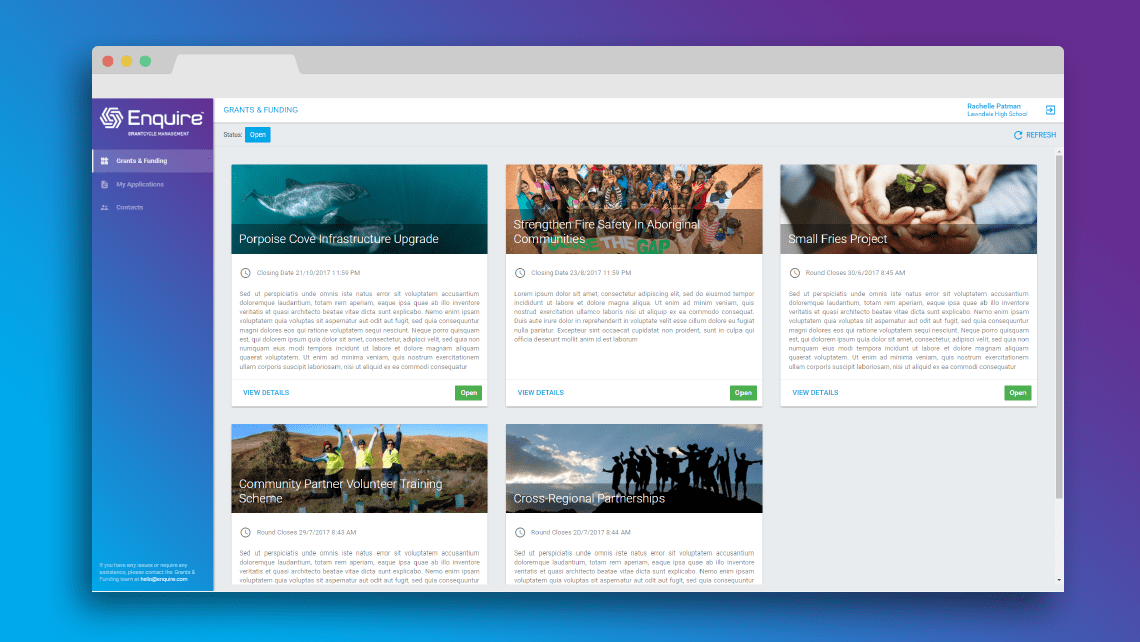 Enquire
GRANTCYCLE MANAGEMENT
Grants & Funding
My Applications
Contacts
If you have any issues or require any
assistance, please contact the Grants &
Funding team at hello@enquire.com
GRANTS & FUNDING
Rachelle Patman
Lawndale High School
Status: Open
REFRESH
Porpoise Cove Infrastructure Upgrade
Closing Date 21/10/2017 11:59 PM
Sed ut perspiciatis unde omnis iste natus error sit voluptatem accusantium
doloremque laudantium, totam rem aperiam, eaque ipsa quae ab illo inventore
veritatis et quasi architecto beatae vitae dicta sunt explicabo. Nemo enim ipsam
voluptatem quia voluptas sit aspernatur aut odit aut fugit, sed quia consequuntur
magni dolores eos qui ratione voluptatem sequi nesciunt. Neque porro quisquam
est, qui dolorem ipsum quia dolor sit amet, consectetur, adipisci velit, sed quia non
numquam eius modi tempora incidunt ut labore et dolore magnam aliquam
quaerat voluptatem. Ut enim ad minima veniam, quis nostrum exercitationem
ullam corporis suscipit laboriosam, nisi ut aliquid ex ea commodi consequatur
VIEW DETAILS
Open
Strengthen Fire Safety In Aboriginal
Communities
CLOSE THE GAP
Closing Date 23/8/2017 11:59 PM
Lorem ipsum dolor sit amet, consectetur adipiscing elit, sed do eiusmod tempor
incididunt ut labore et dolore magna aliqua. Ut enim ad minim veniam, quis
nostrud exercitation ullamco laboris nisi ut aliquip ex ea commodo consequat.
Duis aute irure dolor in reprehenderit in voluptate velit esse cillum dolore eu fugiat
nulla pariatur. Excepteur sint occaecat cupidatat non proident, sunt in culpa qui
officia deserunt mollit anim id est laborum
VIEW DETAILS
Open
Small Fries Project
Round Closes 30/6/2017 8:45 AM
Sed ut perspiciatis unde omnis iste natus error sit voluptatem accusantium
doloremque laudantium, totam rem aperiam, eaque ipsa quae ab illo inventore
veritatis et quasi architecto beatae vitae dicta sunt explicabo. Nemo enim ipsam
voluptatem quia voluptas sit aspernatur aut odit aut fugit, sed quia consequuntur
magni dolores eos qui ratione voluptatem sequi nesciunt. Neque porro quisquam
est, qui dolorem ipsum quia dolor sit amet, consectetur, adipisci velit, sed quia non
numquam eius modi tempora incidunt ut labore et dolore magnam aliquam
quaerat voluptatem. Ut enim ad minima veniam, quis nostrum exercitationem
ullam corporis suscipit laboriosam, nisi ut aliquid ex ea commodi consequatur
VIEW DETAILS
Open
Community Partner Volunteer Training
Scheme
Round Closes 29/7/2017 8:43 AM
Sed ut perspiciatis unde omnis iste natus error sit voluptatem accusantium
doloremque laudantium, totam rem aperiam, eaque ipsa quae ab illo inventore
veritatis et quasi architecto beatae vitae dicta sunt explicabo. Nemo enim ipsam
voluptatem quia voluptas sit aspernatur aut odit aut fugit, sed quia consequuntur
Cross-Regional Partnerships
Round Closes 20/7/2017 8:44 AM
Sed ut perspiciatis unde omnis iste natus error sit voluptatem accusantium
doloremque laudantium, totam rem aperiam, eaque ipsa quae ab illo inventore
veritatis et quasi architecto beatae vitae dicta sunt explicabo. Nemo enim ipsam
voluptatem quia voluptas sit aspernatur aut odit aut fugit, sed quia consequuntur